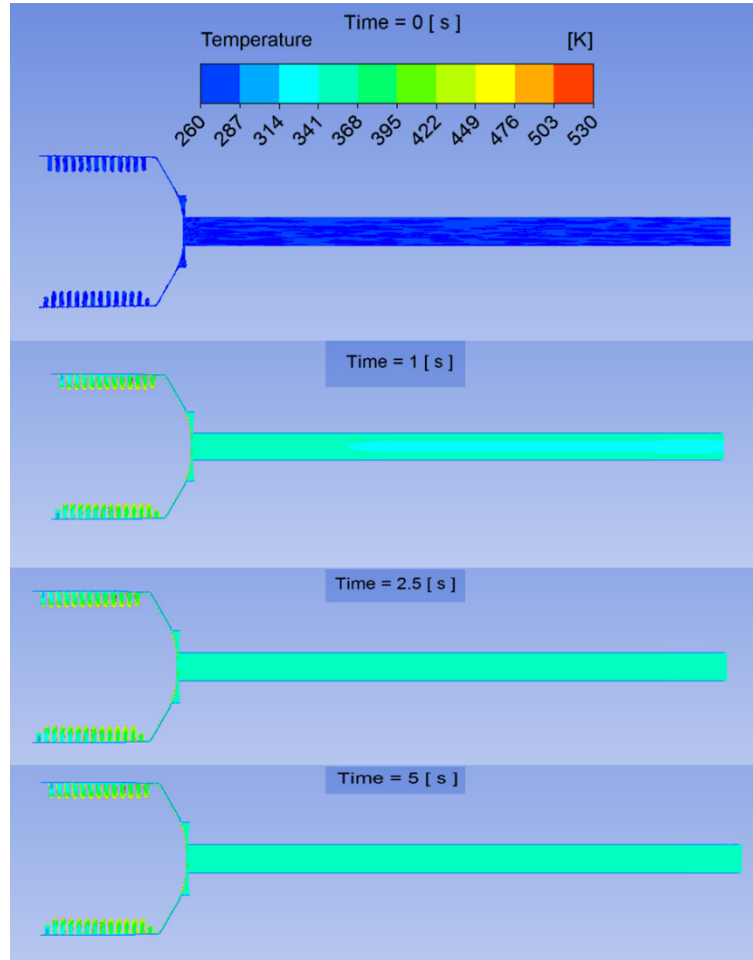 Time = 0 [ s ]
Temperature [K]
260 287 314 341 368 395 422 449 476 503 530
Time = 1 [ s ]
Time = 2.5 [ s ]
Time = 5 [ s ]